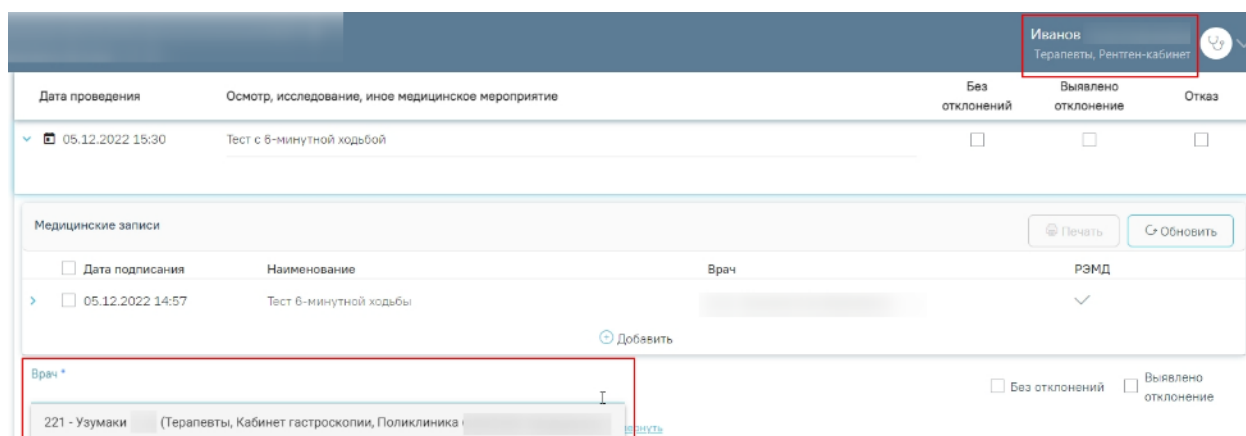 Иванов
Терапевты, Рентген-кабинет
Дата проведения Осмотр, исследование, иное медицинское мероприятие Без отклонений Выявлено отклонение Отказ
05.12.2022 15:30 Тест с 6-минутной ходьбой
Медицинские записи Печать Обновить
Дата подписания Наименование Врач РЭМД
05.12.2022 14:57 Тест 6-минутной ходьбы
Добавить
Врач *
Без отклонений Выявлено отклонение
221 - Узумаки (Терапевты, Кабинет гастроскопии, Поликлиника